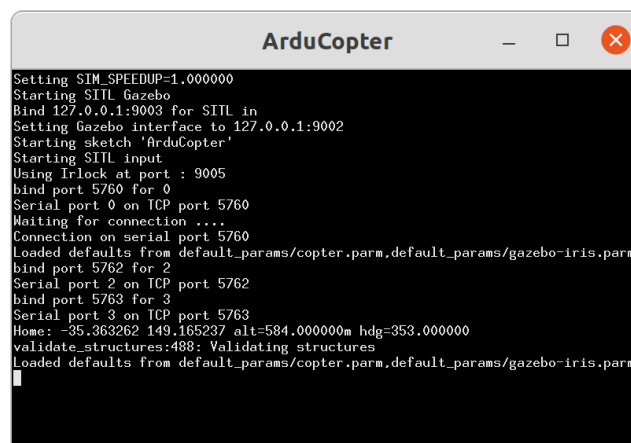 ArduCopter
Setting SIM_SPEEDUP=1.000000
Starting SITL Gazebo
Bind 127.0.0.1:9003 for SITL in
Setting Gazebo interface to 127.0.0.1:9002
Starting sketch 'ArduCopter'
Starting SITL input
Using Irlock at port : 9005
bind port 5760 for 0
Serial port 0 on TCP port 5760
Waiting for connection ....
Connection on serial port 5760
Loaded defaults from default_params/copter.parm,default_params/gazebo-iris.parm
bind port 5762 for 2
Serial port 2 on TCP port 5762
bind port 5763 for 3
Serial port 3 on TCP port 5763
Home: -35.363262 149.165237 alt=584.000000m hdg=353.000000
validate_structures:488: Validating structures
Loaded defaults from default_params/copter.parm,default_params/gazebo-iris.parm